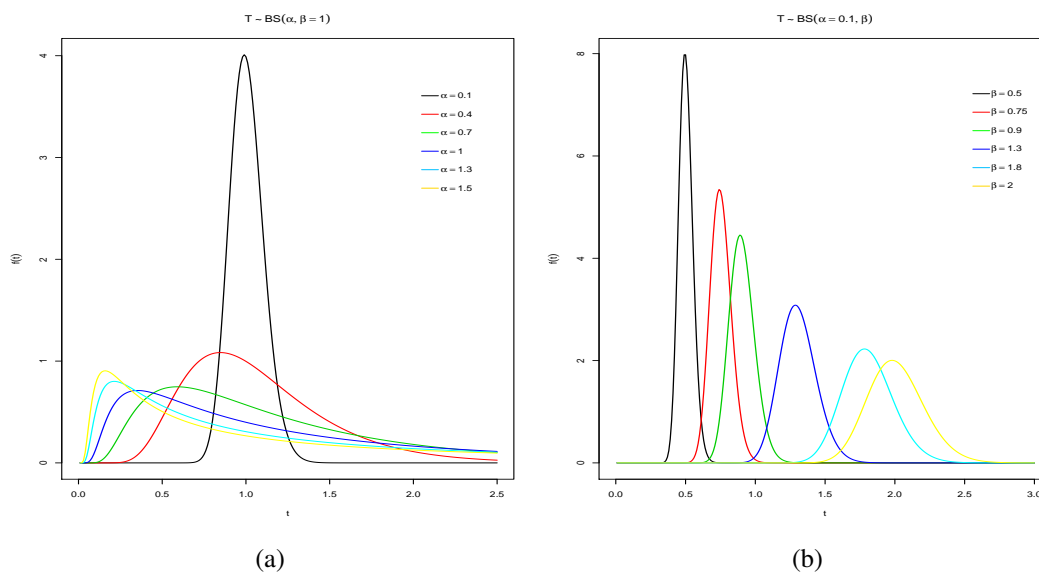 T ~ BS(α, β = 1)
f(t)
4
3
2
1
0
0.0 0.5 1.0 1.5 2.0 2.5
t
α = 0.1
α = 0.4
α = 0.7
α = 1
α = 1.3
α = 1.5
(a)
T ~ BS(α = 0.1, β)
f(t)
8
6
4
2
0
0.0 0.5 1.0 1.5 2.0 2.5 3.0
t
β = 0.5
β = 0.75
β = 0.9
β = 1.3
β = 1.8
β = 2
(b)